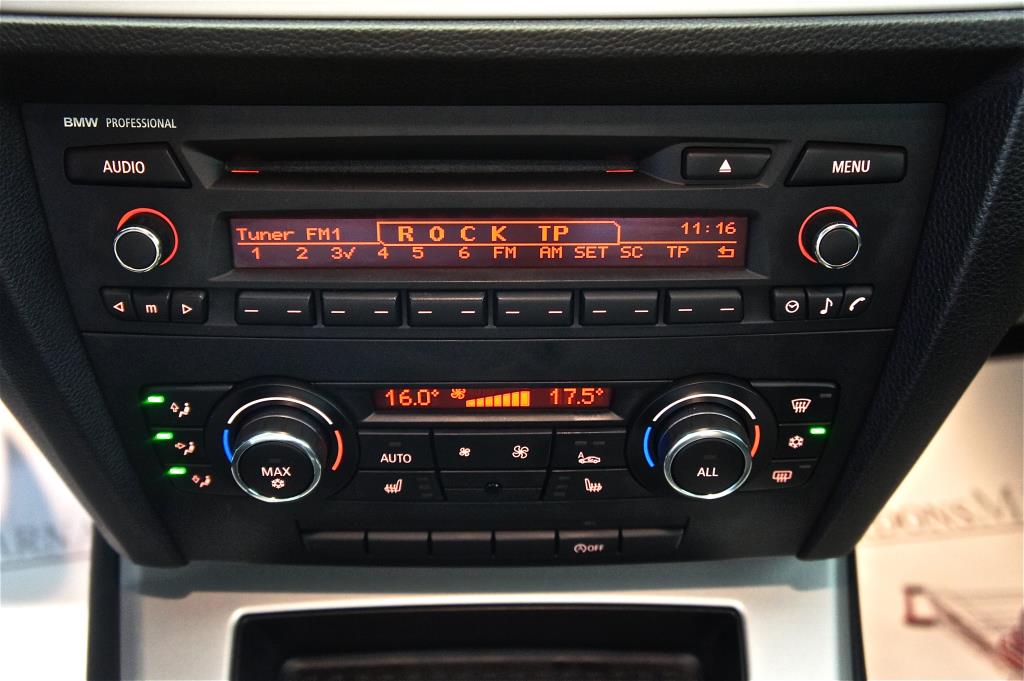 BMW PROFESSIONAL
AUDIO
MENU
Tuner FM1 ROCK TP 11:16
1 2 3✓ 4 5 6 FM AM SET SC TP
m
16.0° 17.5°
AUTO
A
MAX
ALL
OFF